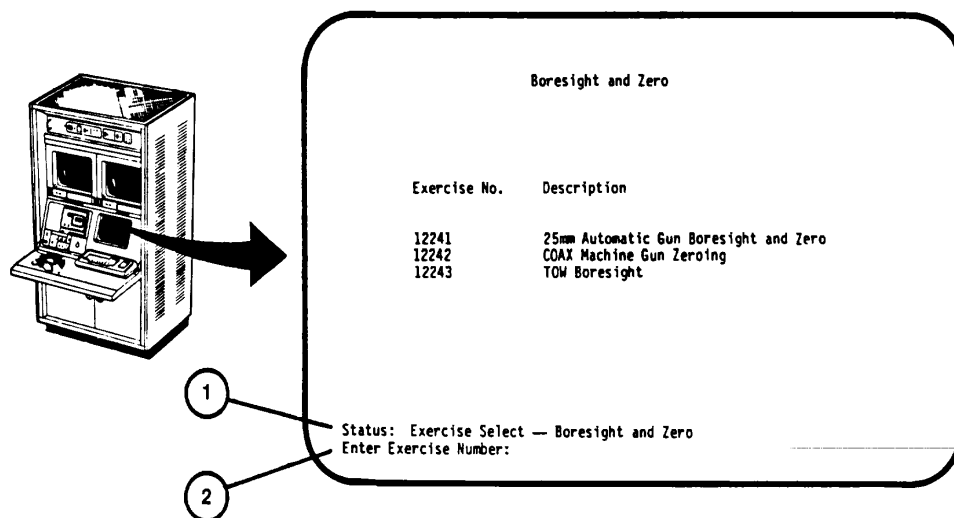 Boresight and Zero
Exercise No. Description
12241 25mm Automatic Gun Boresight and Zero
12242 COAX Machine Gun Zeroing
12243 TOW Boresight
1
Status: Exercise Select — Boresight and Zero
Enter Exercise Number:
2